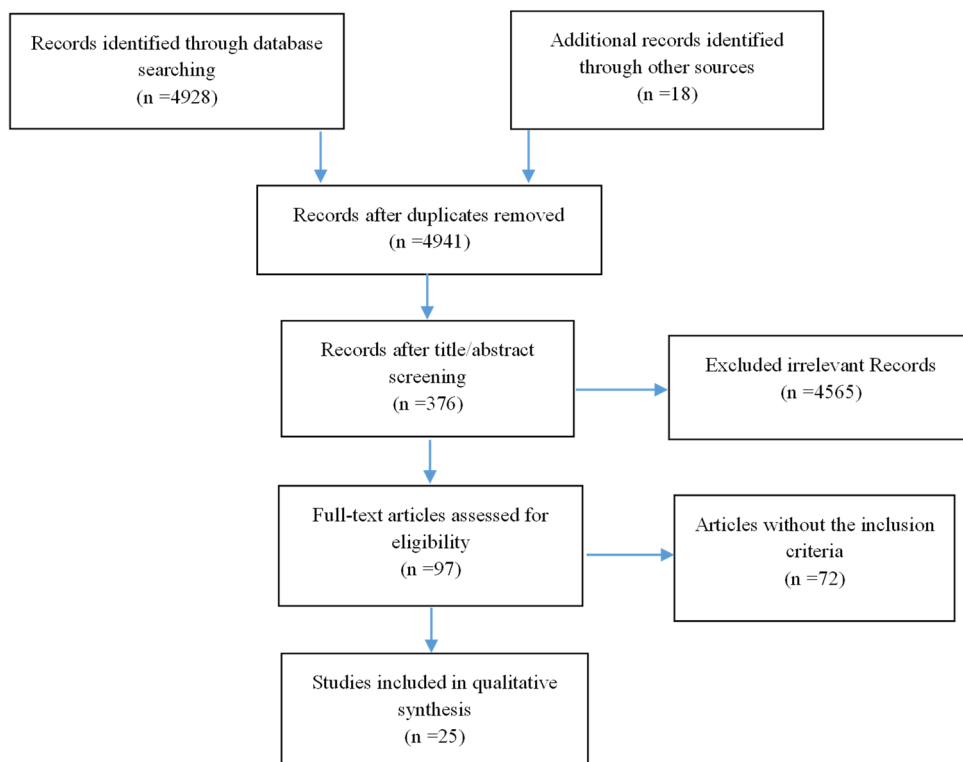 Records identified through database
searching
(n =4928)
Additional records identified
through other sources
(n =18)
Records after duplicates removed
(n =4941)
Records after title/abstract
screening
(n =376)
Excluded irrelevant Records
(n =4565)
Full-text articles assessed for
eligibility
(n =97)
Articles without the inclusion
criteria
(n =72)
Studies included in qualitative
synthesis
(n =25)